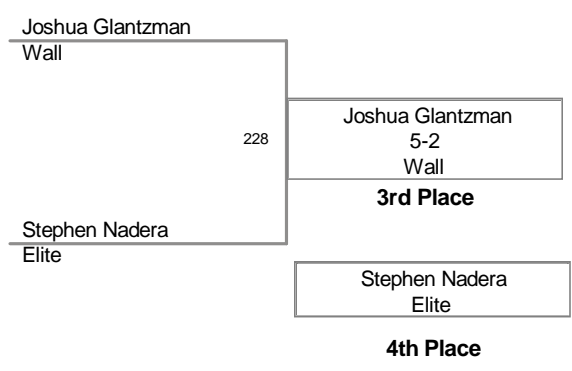 Joshua Glantzman
Wall
228
Joshua Glantzman
5-2
Wall
3rd Place
Stephen Nadera
Elite
Stephen Nadera
Elite
4th Place